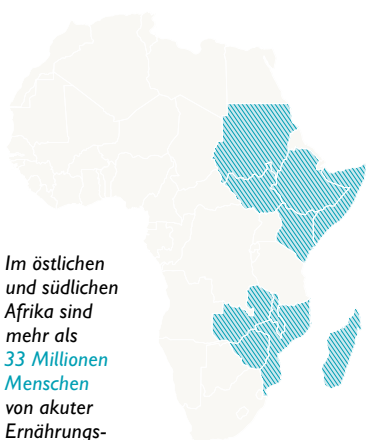 Im östlichen
und südlichen
Afrika sind
mehr als
33 Millionen
Menschen
von akuter
Ernährungs-